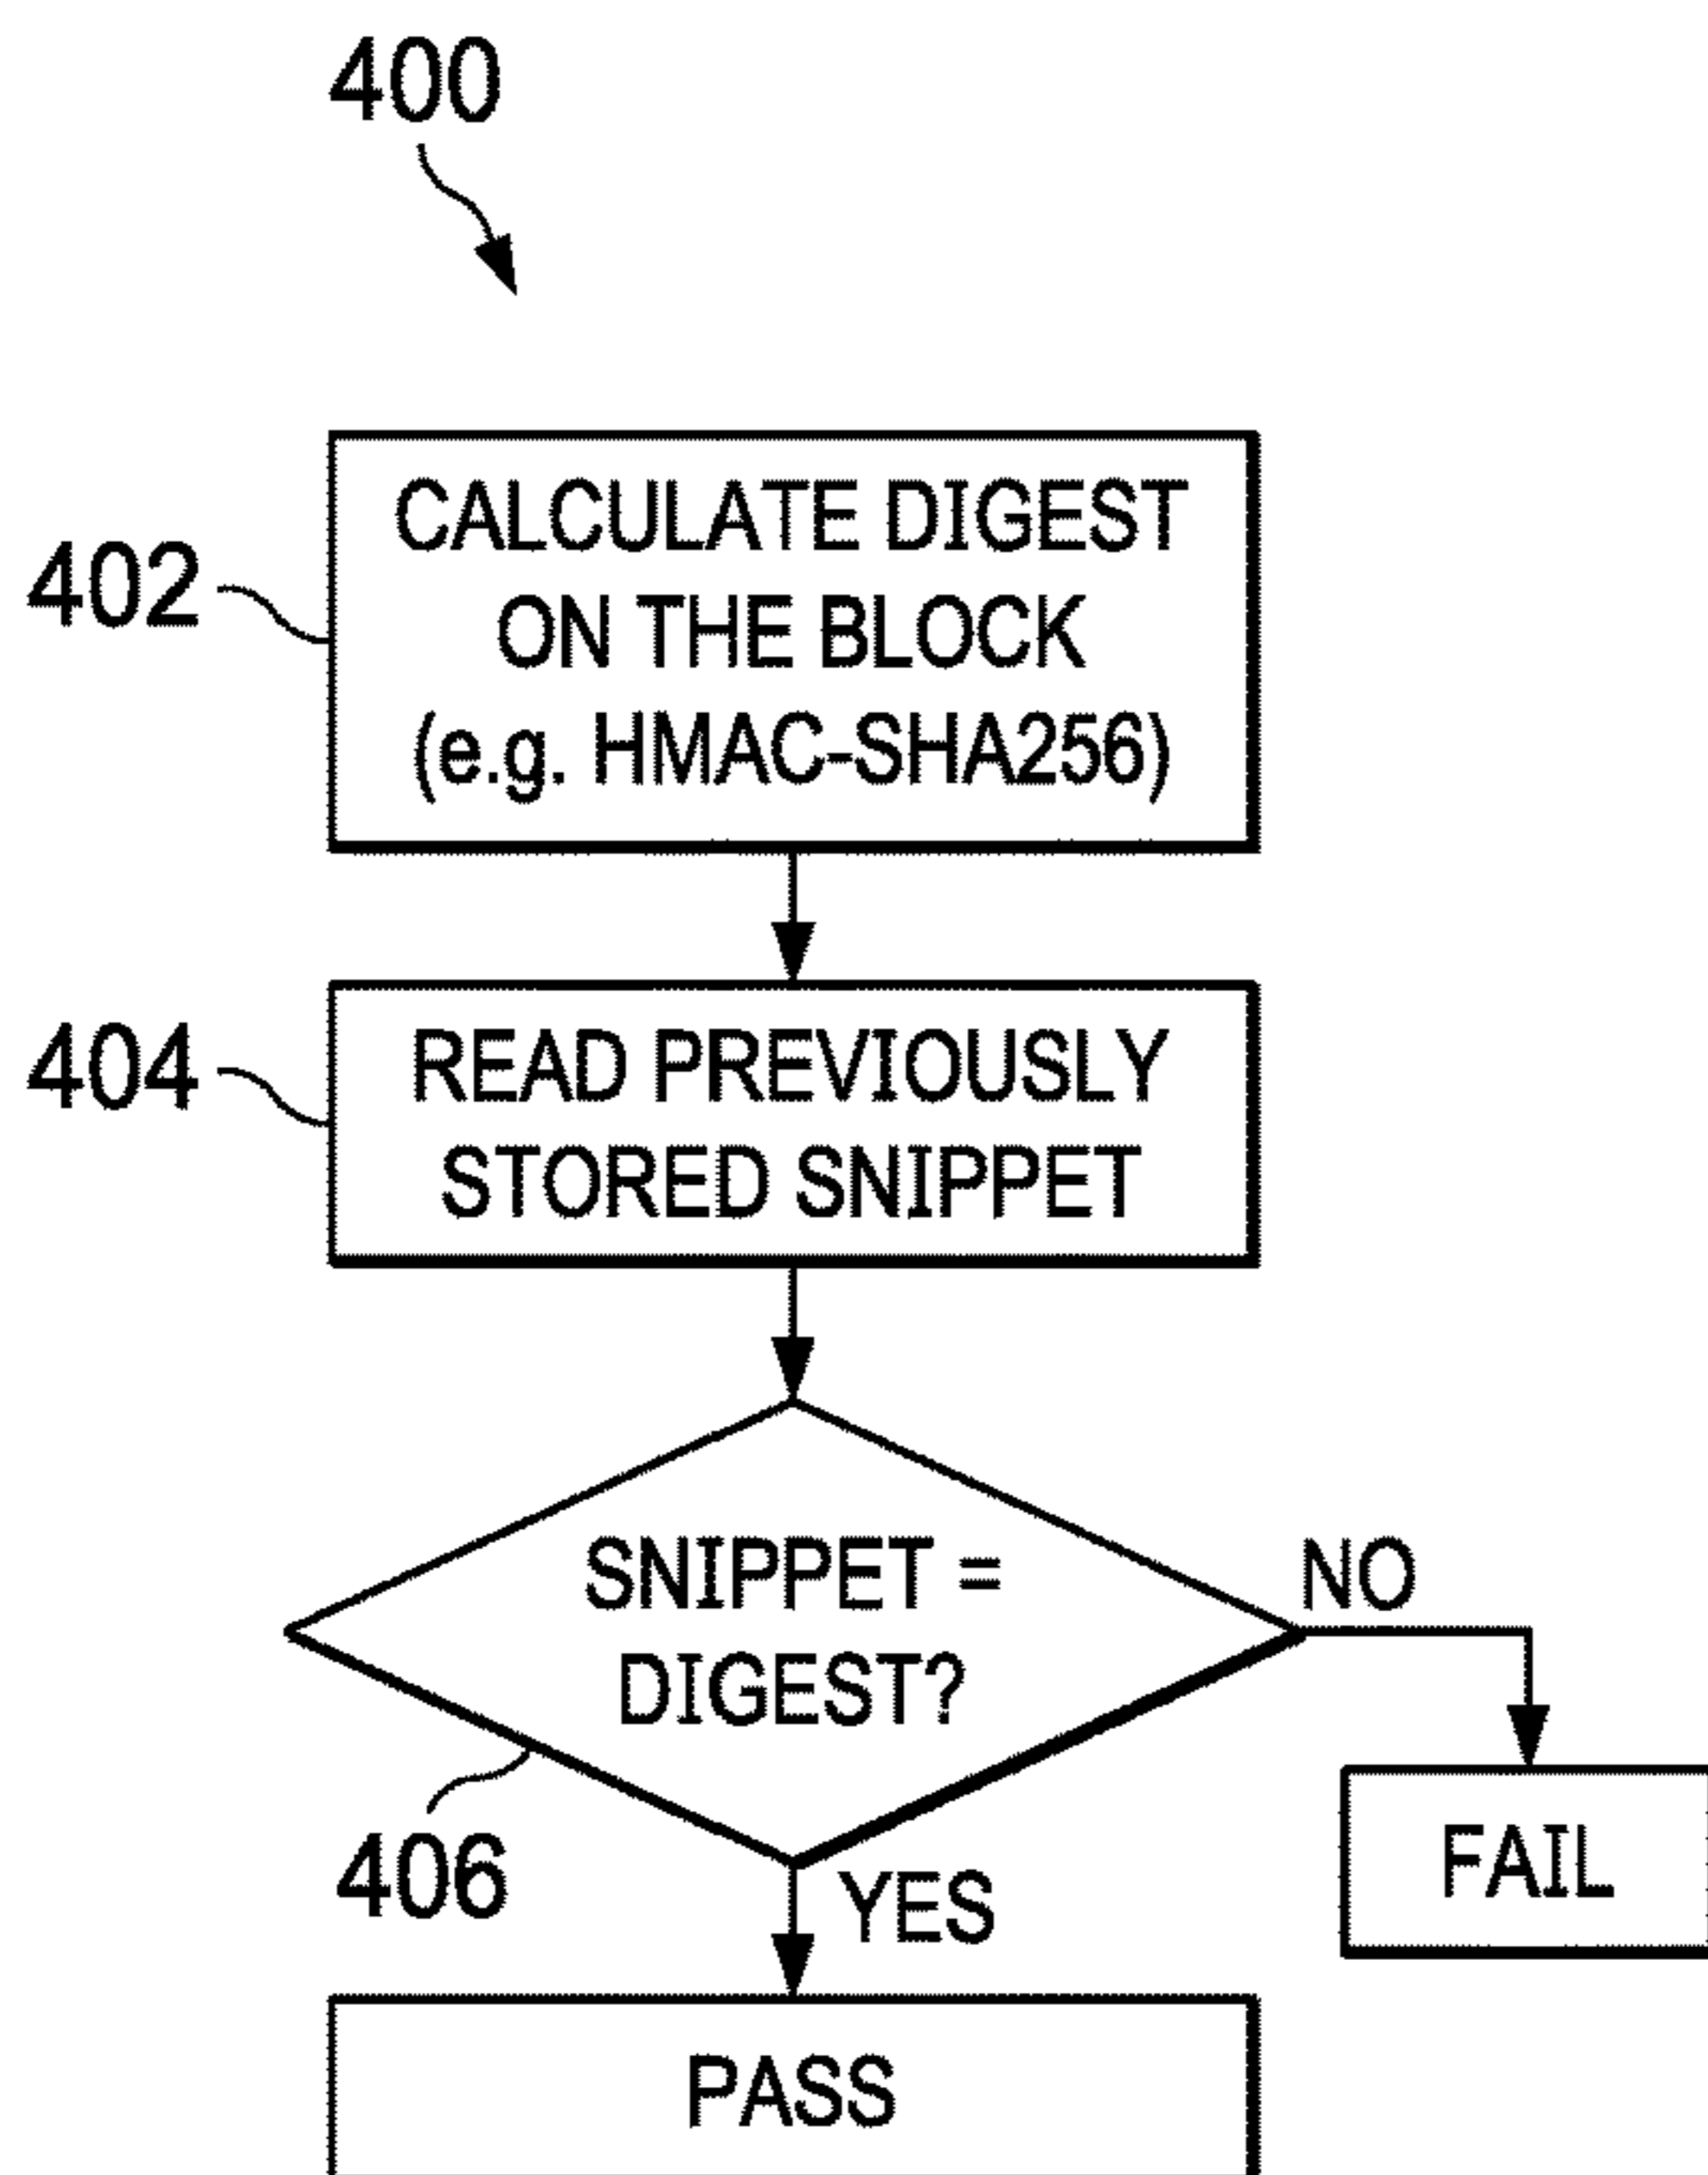 400
402
CALCULATE DIGEST
ON THE BLOCK
(e.g. HMAC-SHA256)
404
READ PREVIOUSLY
STORED SNIPPET
SNIPPET =
DIGEST?
NO
406
YES
FAIL
PASS